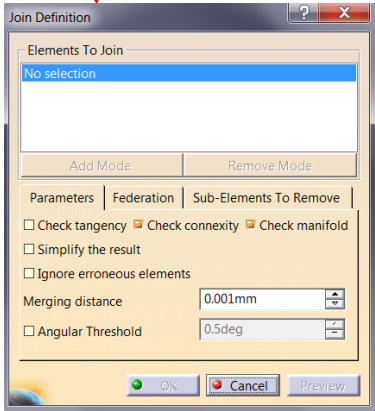 Join Definition
Elements To Join
No selection
Add Mode Remove Mode
Parameters Federation Sub-Elements To Remove
Check tangency Check connexity Check manifold
Simplify the result
Ignore erroneous elements
Merging distance 0.001mm
Angular Threshold 0.5deg
OK Cancel Preview